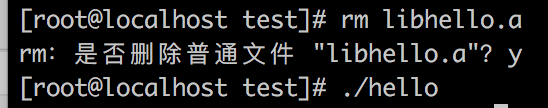 [root@localhost test]# rm libhello.a
rm: 是否删除普通文件 "libhello.a"? y
[root@localhost test]# ./hello